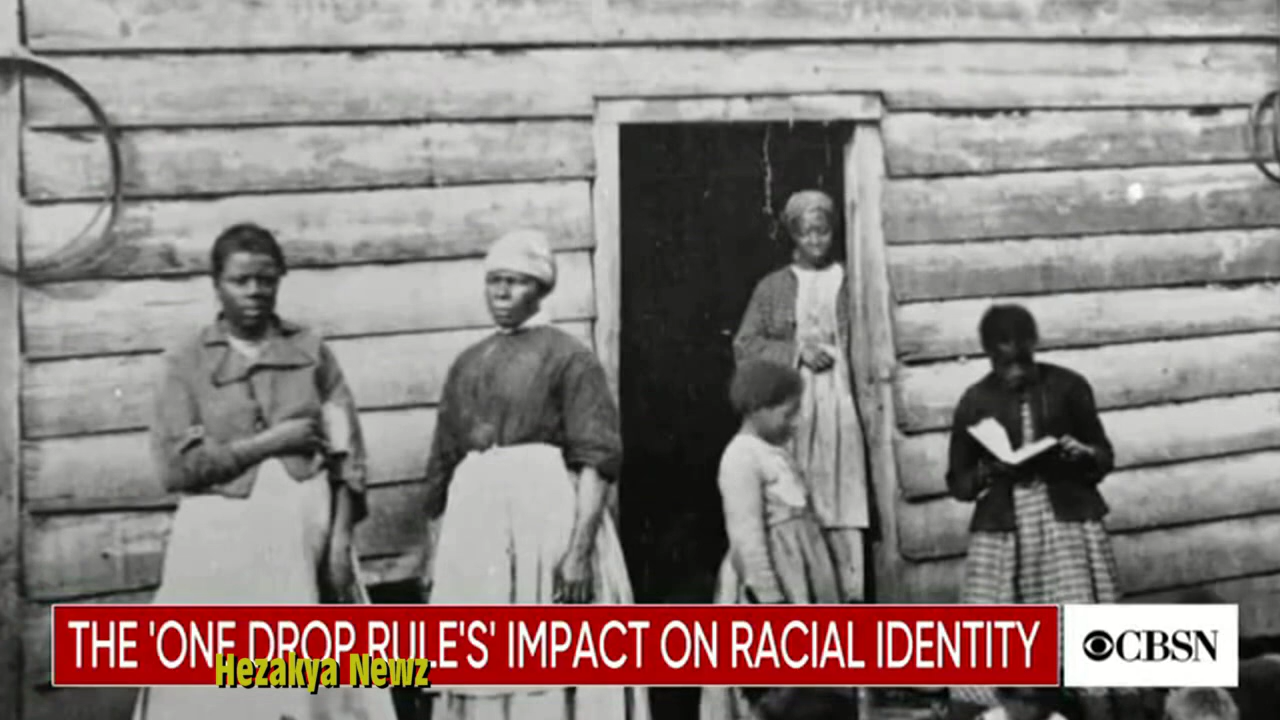 THE 'ONE DROP RULE'S' IMPACT ON RACIAL IDENTITY
CBSN
Hezakya Newz